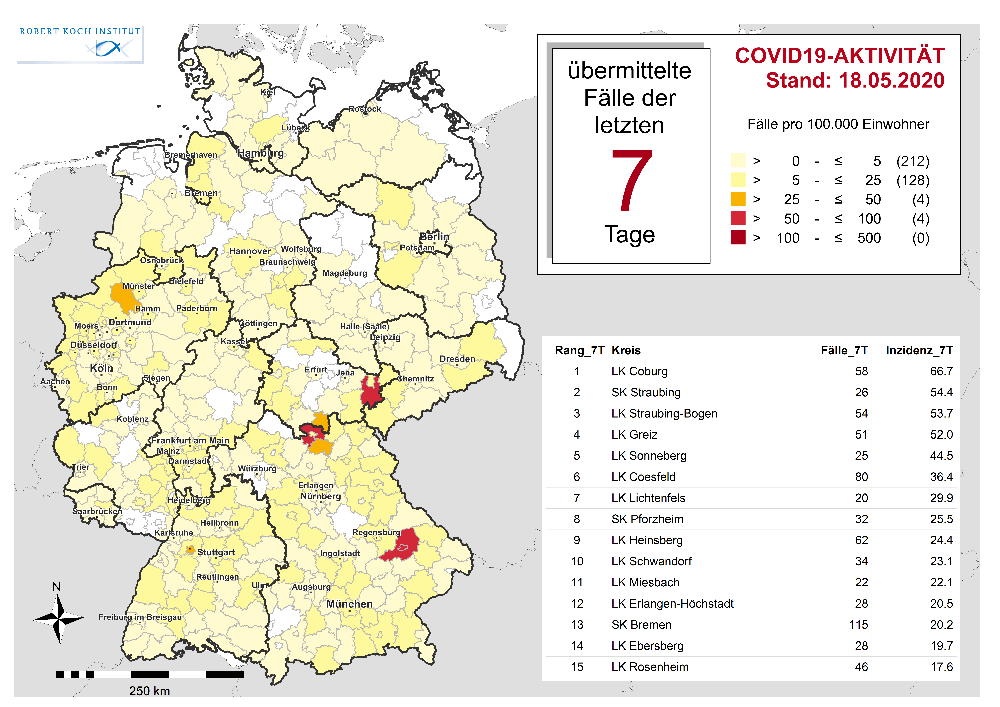 ROBERT KOCH INSTITUT
übermittelte
Fälle der
letzten
7
Tage
COVID19-AKTIVITÄT
Stand: 18.05.2020
Fälle pro 100.000 Einwohner
> 0 - ≤ 5 (212)
> 5 - ≤ 25 (128)
> 25 - ≤ 50 (4)
> 50 - ≤ 100 (4)
> 100 - ≤ 500 (0)
Kiel
Rostock
Lübeck
Bremerhaven
Hamburg
Bremen
Berlin
Potsdam
Hannover
Wolfsburg
Braunschweig
Osnabrück
Magdeburg
Bielefeld
Münster
Hamm
Paderborn
Moers
Dortmund
Göttingen
Halle (Saale)
Leipzig
Kassel
Düsseldorf
Dresden
Köln
Erfurt
Jena
Siegen
Chemnitz
Aachen
Bonn
Koblenz
Frankfurt am Main
Mainz
Darmstadt
Trier
Würzburg
Erlangen
Nürnberg
Heidelberg
Saarbrücken
Heilbronn
Karlsruhe
Regensburg
Stuttgart
Ingolstadt
Reutlingen
Ulm
Augsburg
München
Freiburg im Breisgau
N
250 km
Rang_7T Kreis Fälle_7T Inzidenz_7T
1 LK Coburg 58 66.7
2 SK Straubing 26 54.4
3 LK Straubing-Bogen 54 53.7
4 LK Greiz 51 52.0
5 LK Sonneberg 25 44.5
6 LK Coesfeld 80 36.4
7 LK Lichtenfels 20 29.9
8 SK Pforzheim 32 25.5
9 LK Heinsberg 62 24.4
10 LK Schwandorf 34 23.1
11 LK Miesbach 22 22.1
12 LK Erlangen-Höchstadt 28 20.5
13 SK Bremen 115 20.2
14 LK Ebersberg 28 19.7
15 LK Rosenheim 46 17.6